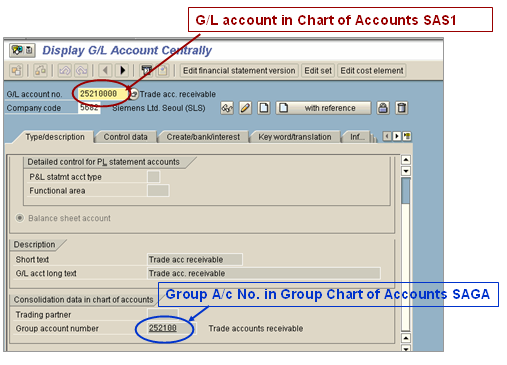 G/L account in Chart of Accounts SAS1
Display G/L Account Centrally
Edit financial statement version Edit set Edit cost element
G/L account no. 25210000 Trade acc. receivable
Company code 5682 Siemens Ltd. Seoul (SLS)
with reference
Type/description Control data Create/bank/interest Key word/translation Inf...
Detailed control for P&L statement accounts
P&L statmt acct type
Functional area
Balance sheet account
Description
Short text Trade acc receivable
G/L acct long text Trade acc. receivable
Consolidation data in chart of accounts
Group A/c No. in Group Chart of Accounts SAGA
Trading partner
Group account number 252100 Trade accounts receivable